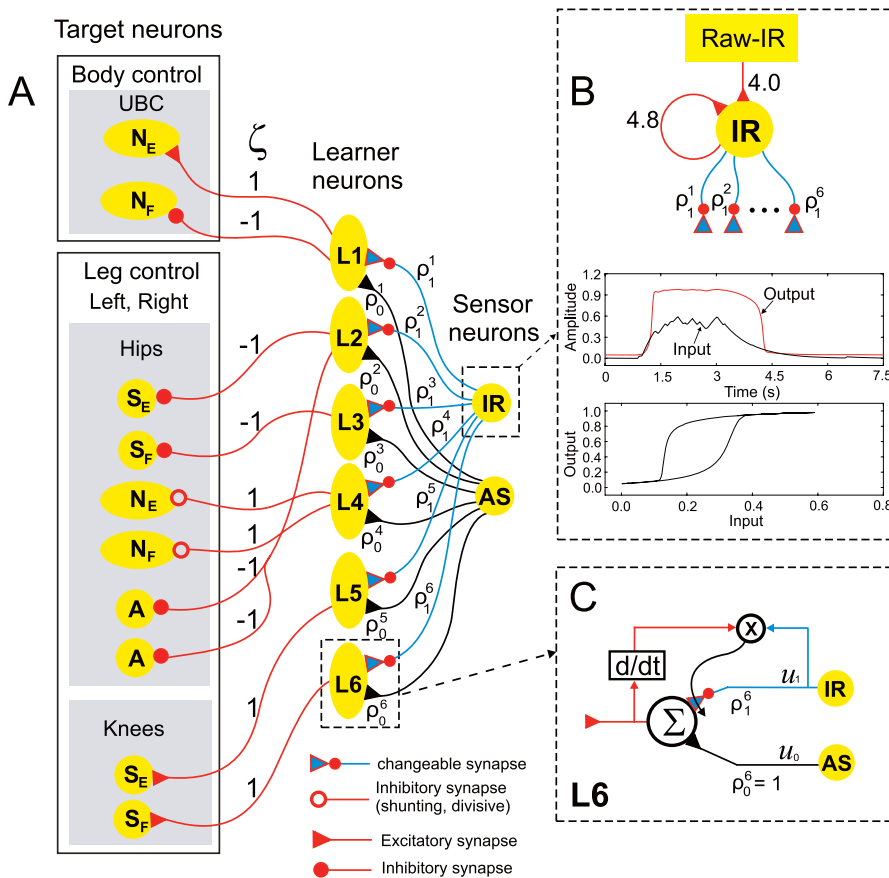 Target neurons
A
Body control
UBC
N_E
N_F
ζ
1
-1
Learner
neurons
Leg control
Left, Right
Hips
S_E
S_F
N_E
N_F
A
A
-1
-1
1
1
-1
-1
Knees
S_E
S_F
1
1
L1
L2
L3
L4
L5
L6
ρ_1^1
ρ_0^1
ρ_1^2
ρ_0^2
ρ_1^3
ρ_0^3
ρ_1^4
ρ_0^4
ρ_1^5
ρ_0^5
ρ_1^6
ρ_0^6
Sensor
neurons
IR
AS
changeable synapse
Inhibitory synapse
(shunting, divisive)
Excitatory synapse
Inhibitory synapse
B
Raw-IR
4.0
4.8
IR
ρ_1^1 ρ_1^2 ••• ρ_1^6
Amplitude
1.2
0.9
0.6
0.3
0.0
Output
Input
0 1.5 3.0 4.5 6.0 7.5
Time (s)
Output
1.0
0.8
0.6
0.4
0.2
0.0
0.0 0.2 0.4 0.6 0.8
Input
C
X
d/dt
Σ
u_1
IR
ρ_1^6
u_0
AS
ρ_0^6 = 1
L6